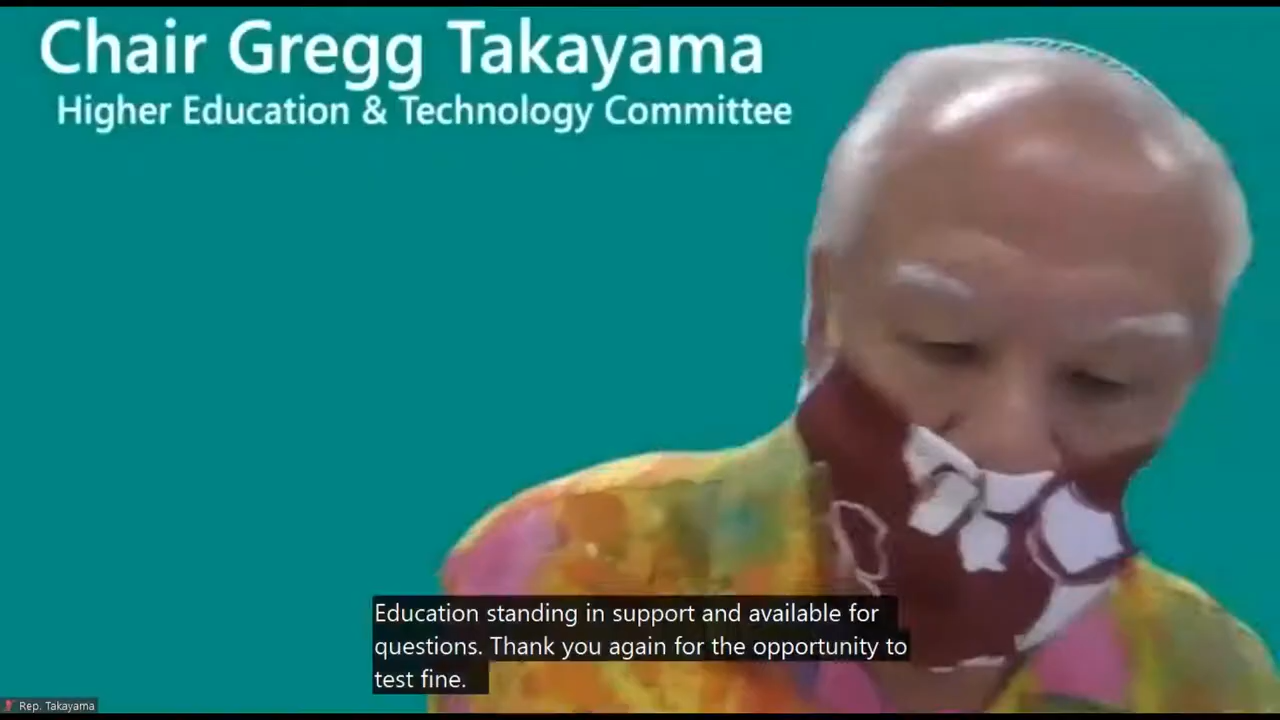 Chair Gregg Takayama
Higher Education & Technology Committee
Education standing in support and available for
questions. Thank you again for the opportunity to
test fine.
Rep. Takayama